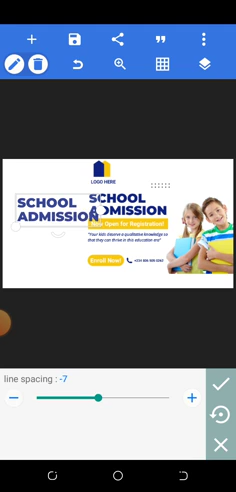 LOGO HERE
SCHOOL
ADMISSION
SCHOOL
ADMISSION
Now Open for Registration!
"Your kids deserve a qualitative knowledge so
that they can thrive in this education era"
Enroll Now!
line spacing : -7